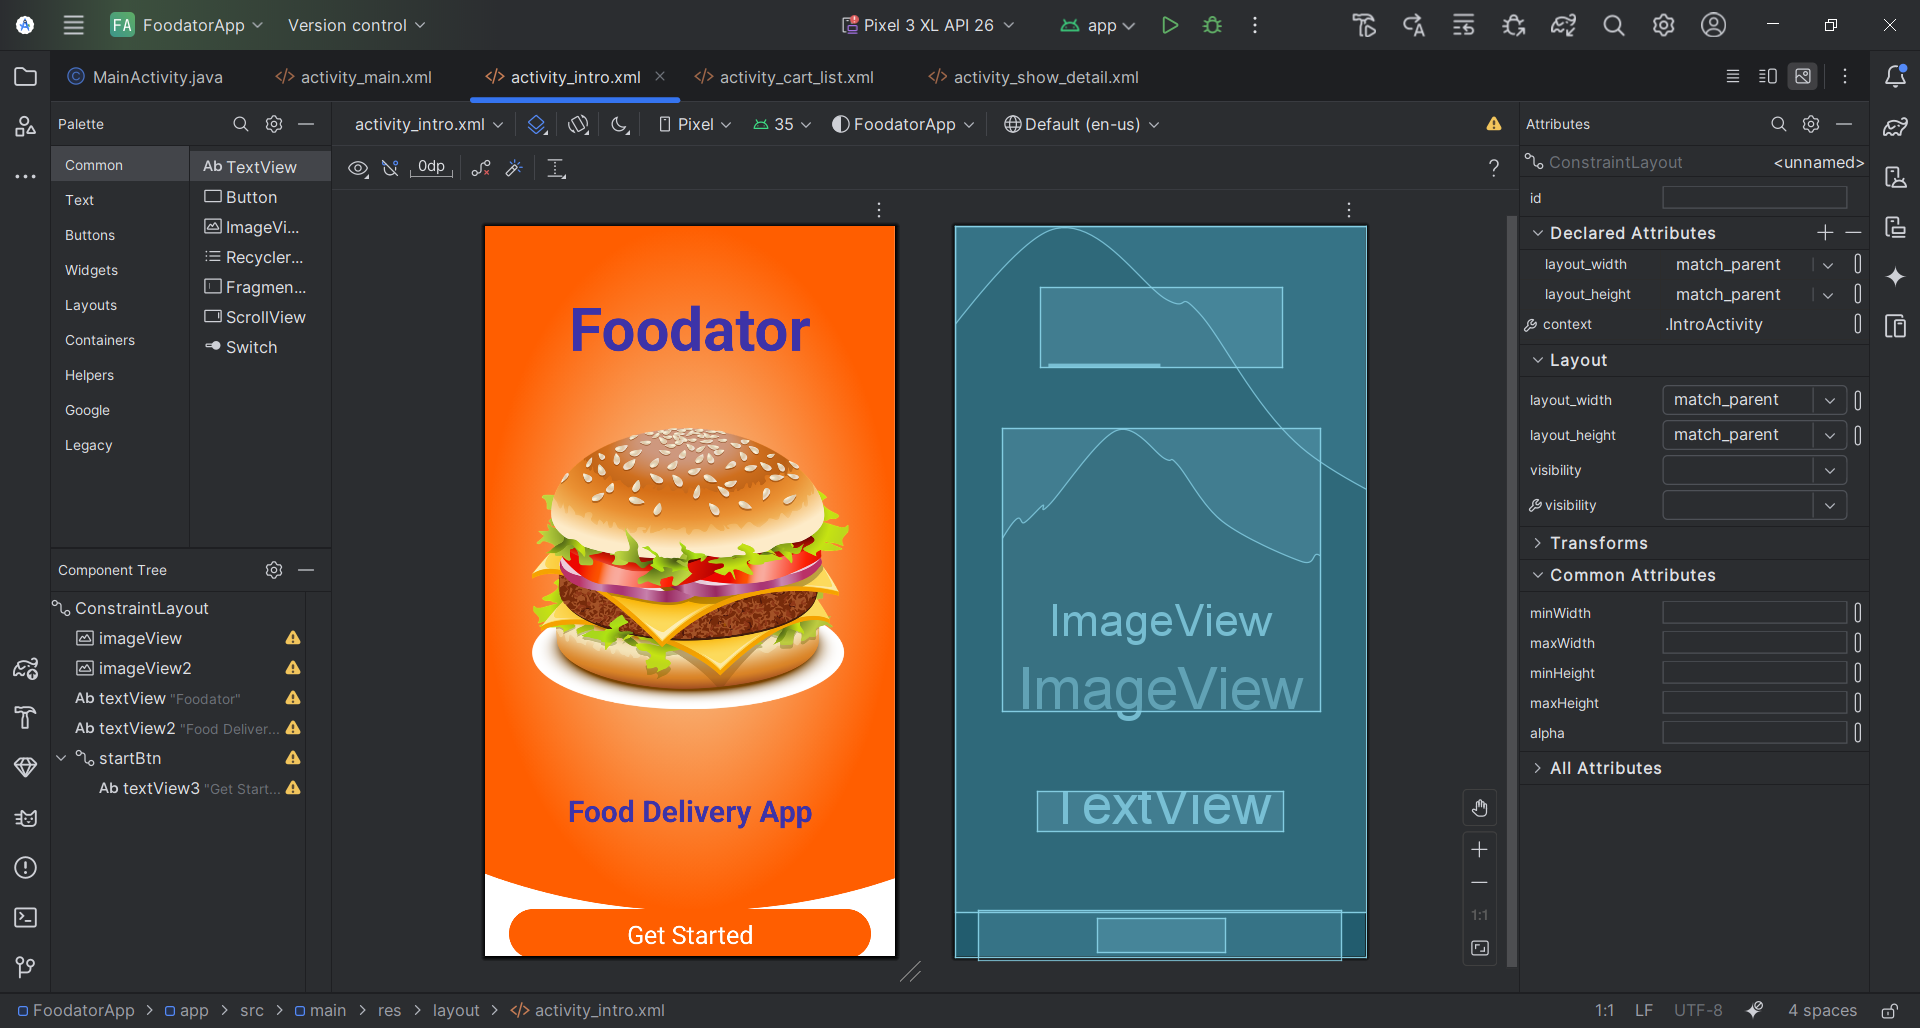 FA FoodatorApp Version control Pixel 3 XL API 26 app
MainActivity.java activity_main.xml activity_intro.xml activity_cart_list.xml activity_show_detail.xml
Palette
activity_intro.xml Pixel 35 FoodatorApp Default (en-us)
Attributes
0dp ?
Common
Text
Buttons
Widgets
Layouts
Containers
Helpers
Google
Legacy
Ab TextView
Button
ImageVi...
Recycler...
Fragmen...
ScrollView
Switch
Component Tree
ConstraintLayout
imageView
imageView2
Ab textView "Foodator"
Ab textView2 "Food Deliver...
startBtn
Ab textView3 "Get Start...
Foodator
Food Delivery App
Get Started
ImageView
ImageView
TextView
1:1
ConstraintLayout <unnamed>
id
Declared Attributes
layout_width match_parent
layout_height match_parent
context .IntroActivity
Layout
layout_width match_parent
layout_height match_parent
visibility
visibility
Transforms
Common Attributes
minWidth
maxWidth
minHeight
maxHeight
alpha
All Attributes
FoodatorApp > app > src > main > res > layout > activity_intro.xml
1:1 LF UTF-8 4 spaces